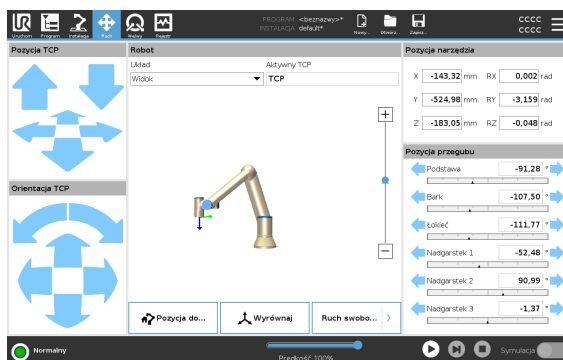 UR
PROGRAM <beznazwy>*
INSTALACJA default*
cccc
cccc
Uruchom Program Instalacja Ruch Wejścia Rejestr Nowy... Otwórz... Zapisz...
Pozycja TCP
Orientacja TCP
Robot
Układ Aktywny TCP
Widok TCP
Pozycja do... Wyrównaj Ruch swobo...
Pozycja narzędzia
X -143,32 mm RX 0,002 rad
Y -524,98 mm RY -3,159 rad
Z -183,05 mm RZ -0,048 rad
Pozycja przegubu
Podstawa -91,28 °
Bark -107,50 °
Łokieć -111,77 °
Nadgarstek 1 -52,48 °
Nadgarstek 2 90,99 °
Nadgarstek 3 -1,37 °
Normalny
Prędkość 100%
Symulacja